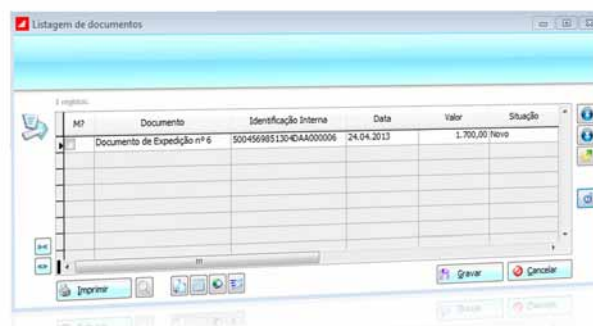 Listagem de documentos
1 registos
M? Documento Identificação Interna Data Valor Situação
Documento de Expedição nº 6 5004569851304DAA000006 24.04.2013 1.700,00 Novo
Imprimir Gravar Cancelar